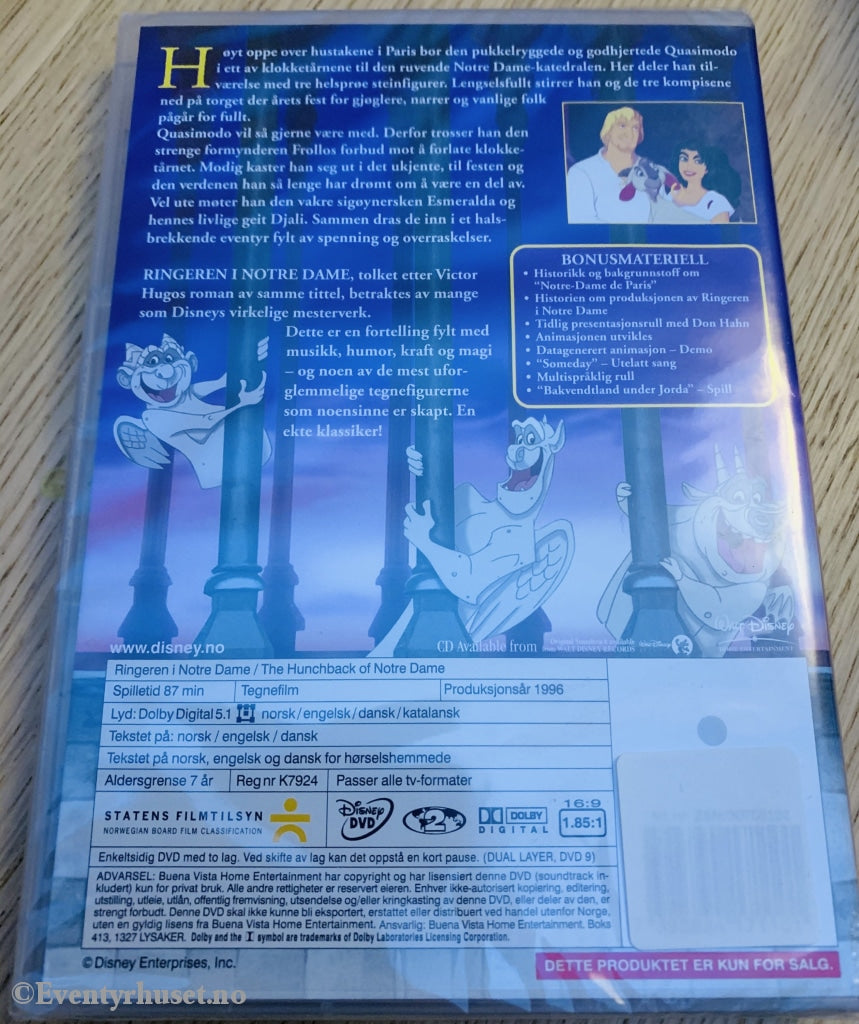 Høyt oppe over hustakene i Paris bor den pukkelryggede og godhjertede Quasimodo
i ett av klokketårnene til den ruvende Notre Dame-katedralen. Her deler han til-
værelse med tre helsprøe steinfigurer. Lengselsfullt stirrer han og de tre kompisene
ned på torget der årets fest for gjøglere, narrer og vanlige folk
pågår for fullt.
Quasimodo vil så gjerne være med. Derfor trosser han den
strenge formynderen Frollos forbud mot å forlate klokke-
tårnet. Modig kaster han seg ut i det ukjente, til festen og
den verdenen han så lenge har drømt om å være en del av.
Vel ute møter han den vakre sigøynersken Esmeralda og
hennes livlige geit Djali. Sammen dras de inn i et hals-
brekkende eventyr fylt av spenning og overraskelser.
RINGEREN I NOTRE DAME, tolket etter Victor
Hugos roman av samme tittel, betraktes av mange
som Disneys virkelige mesterverk.
Dette er en fortelling fylt med
musikk, humor, kraft og magi
– og noen av de mest ufor-
glemmelige tegnefigurene
som noensinne er skapt. En
ekte klassiker!
BONUSMATERIELL
• Historikk og bakgrunnstoff om
"Notre-Dame de Paris"
• Historien om produksjonen av Ringeren
i Notre Dame
• Tidlig presentasjonsrull med Don Hahn
• Animasjonen utvikles
• Datagenerert animasjon – Demo
• "Someday" – Utelatt sang
• Multispråklig rull
• "Bakvendtland under Jorda" – Spill
www.disney.no
CD Available from
Original Soundtrack available
from WALT DISNEY RECORDS
Walt Disney
HOME ENTERTAINMENT
Ringeren i Notre Dame / The Hunchback of Notre Dame
Spilletid 87 min Tegnefilm Produksjonsår 1996
Lyd: Dolby Digital 5.1 norsk / engelsk / dansk / katalansk
Tekstet på: norsk / engelsk / dansk
Tekstet på norsk, engelsk og dansk for hørselshemmede
Aldersgrense 7 år Reg nr K7924 Passer alle tv-formater
STATENS FILMTILSYN
NORWEGIAN BOARD FILM CLASSIFICATION
Disney DVD
2
DOLBY
DIGITAL
16:9
1.85:1
Enkeltsidig DVD med to lag. Ved skifte av lag kan det oppstå en kort pause. (DUAL LAYER, DVD 9)
ADVARSEL: Buena Vista Home Entertainment har copyright og har lisensiert denne DVD (soundtrack in-
kludert) kun for privat bruk. Alle andre rettigheter er reservert eieren. Enhver ikke-autorisert kopiering, editering,
utstilling, utleie, utlån, offentlig fremvisning, utsendelse og/eller kringkasting av denne DVD, eller deler av den, er
strengt forbudt. Denne DVD skal ikke kunne bli eksportert, erstattet eller distribuert ved handel utenfor Norge,
uten en gyldig lisens fra Buena Vista Home Entertainment. Ansvarlig: Buena Vista Home Entertainment. Boks
413, 1327 LYSAKER. Dolby and the symbol are trademarks of Dolby Laboratories Licensing Corporation.
© Disney Enterprises, Inc.
DETTE PRODUKTET ER KUN FOR SALG.
©Eventyrhuset.no